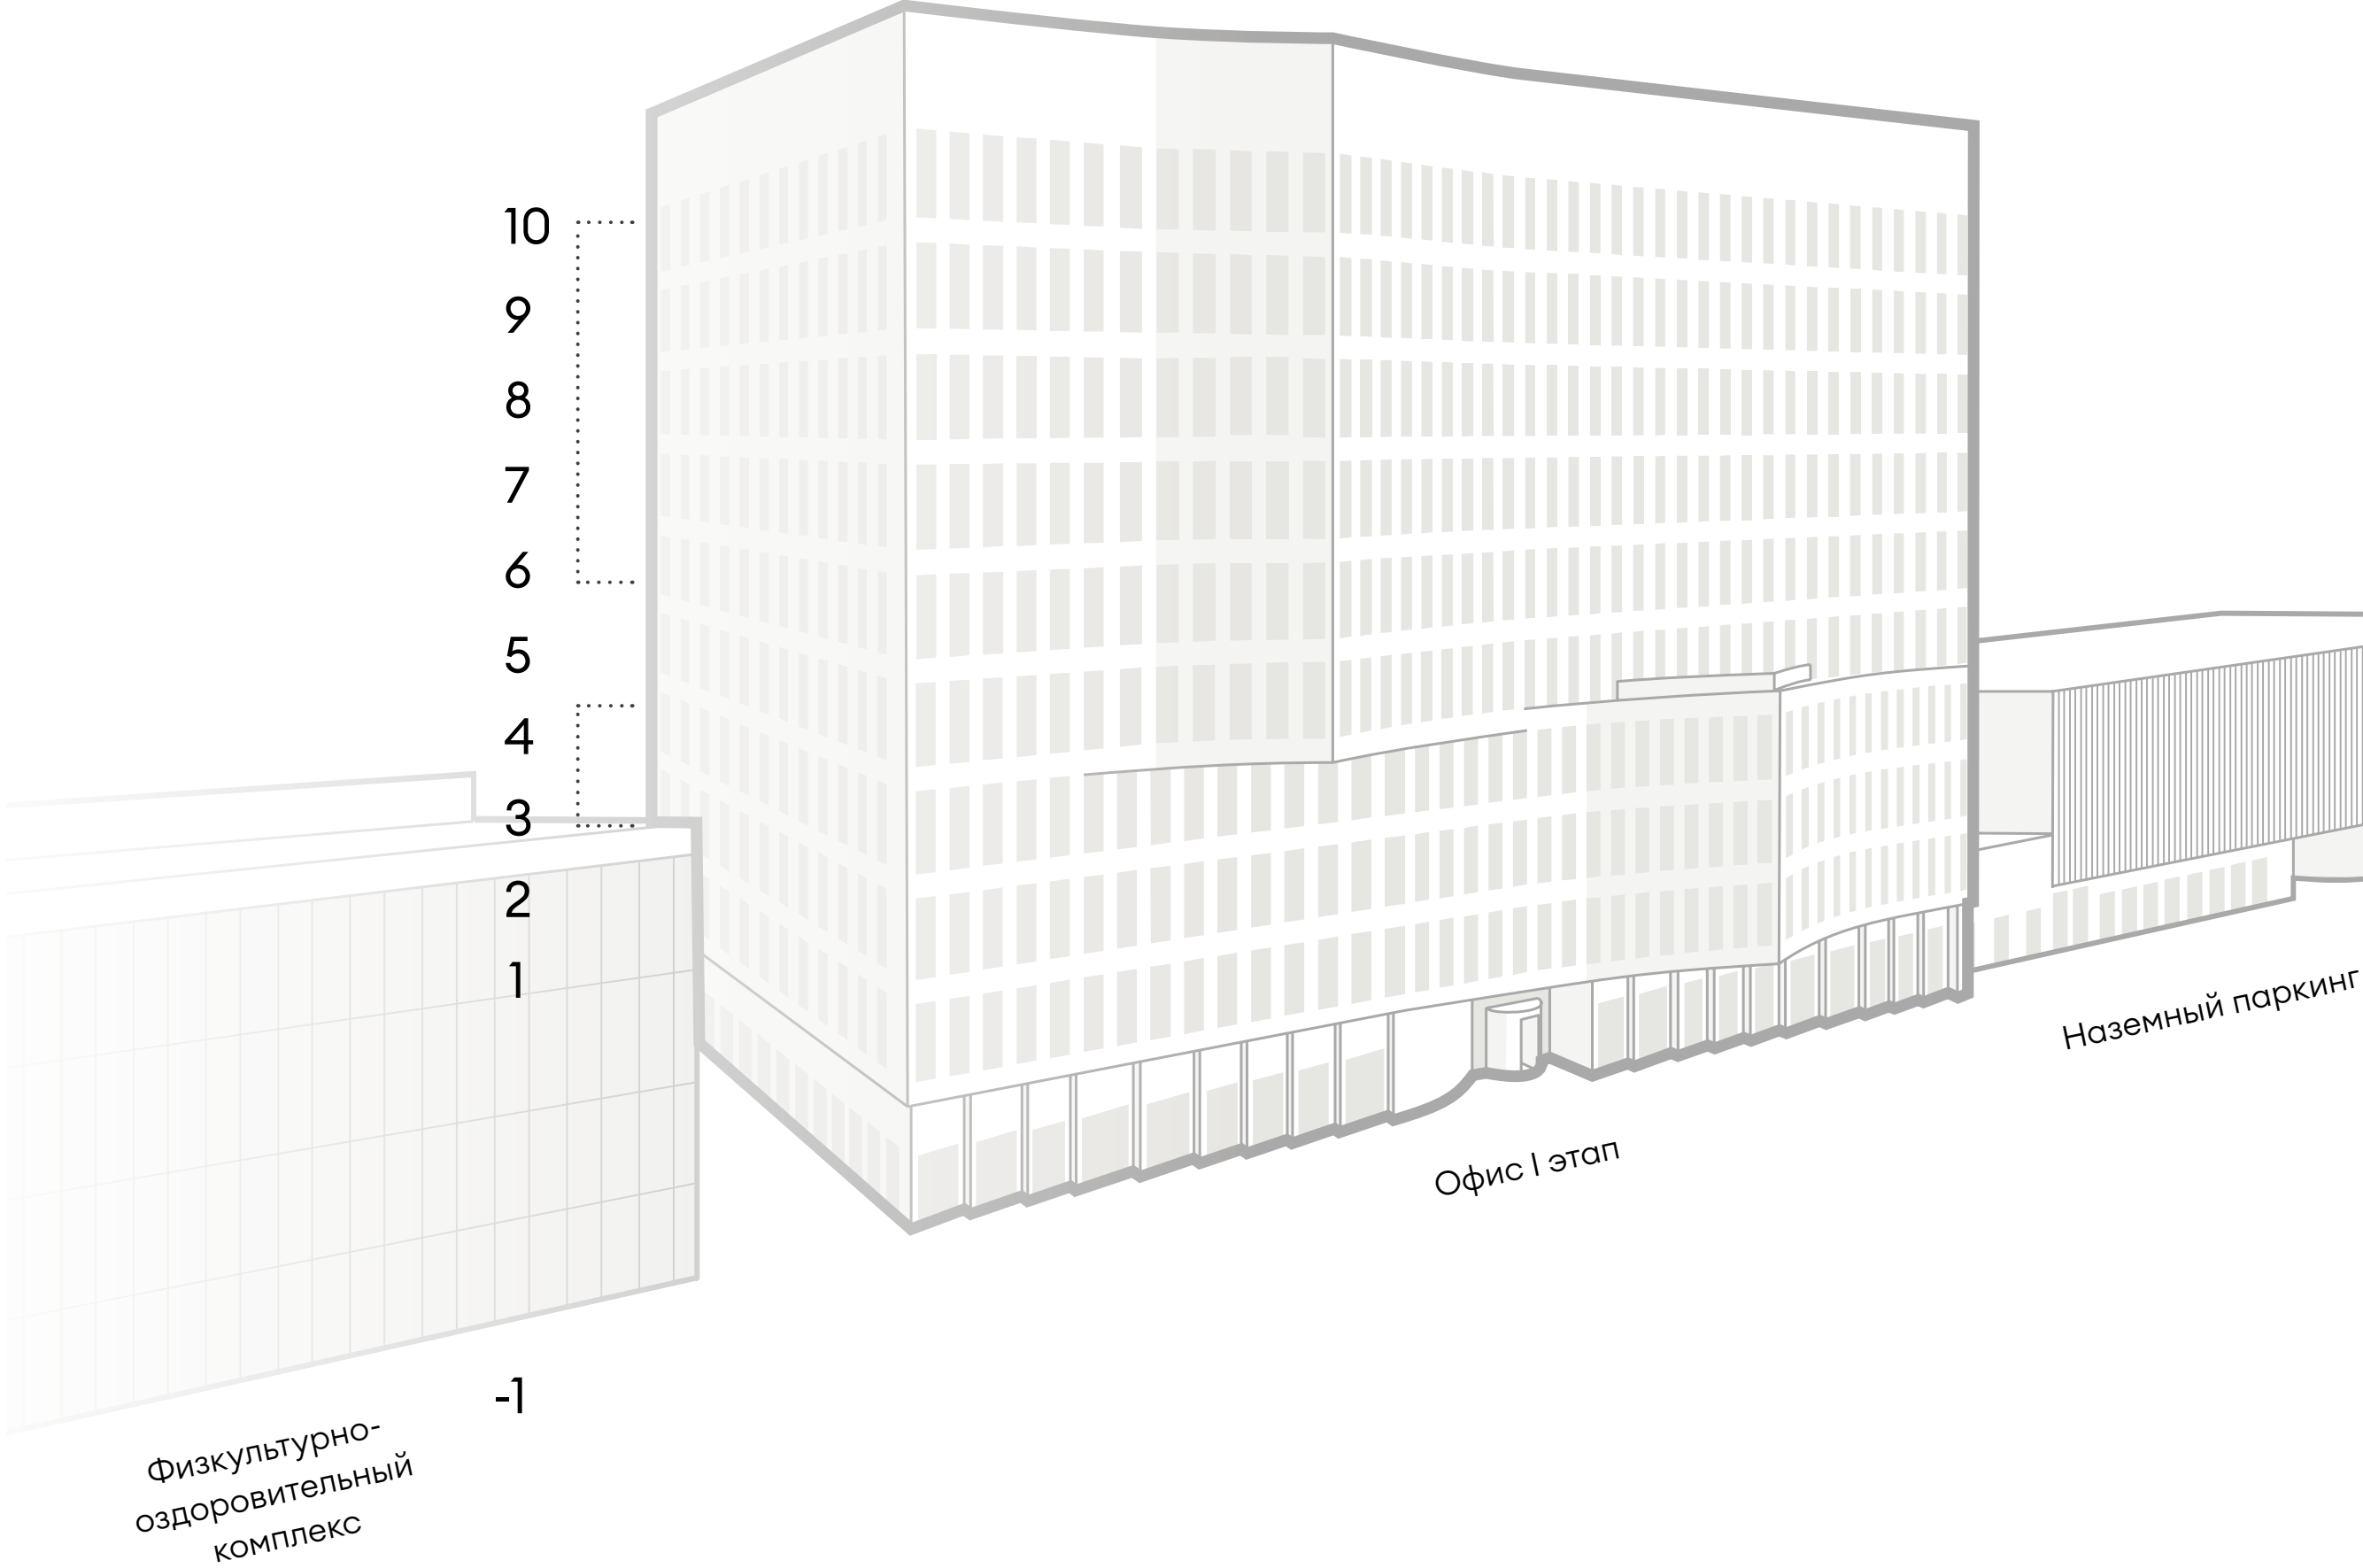 10
9
8
7
6
5
4
3
2
1
-1
Физкультурно-
оздоровительный
комплекс
Офис I этап
Наземный паркинг